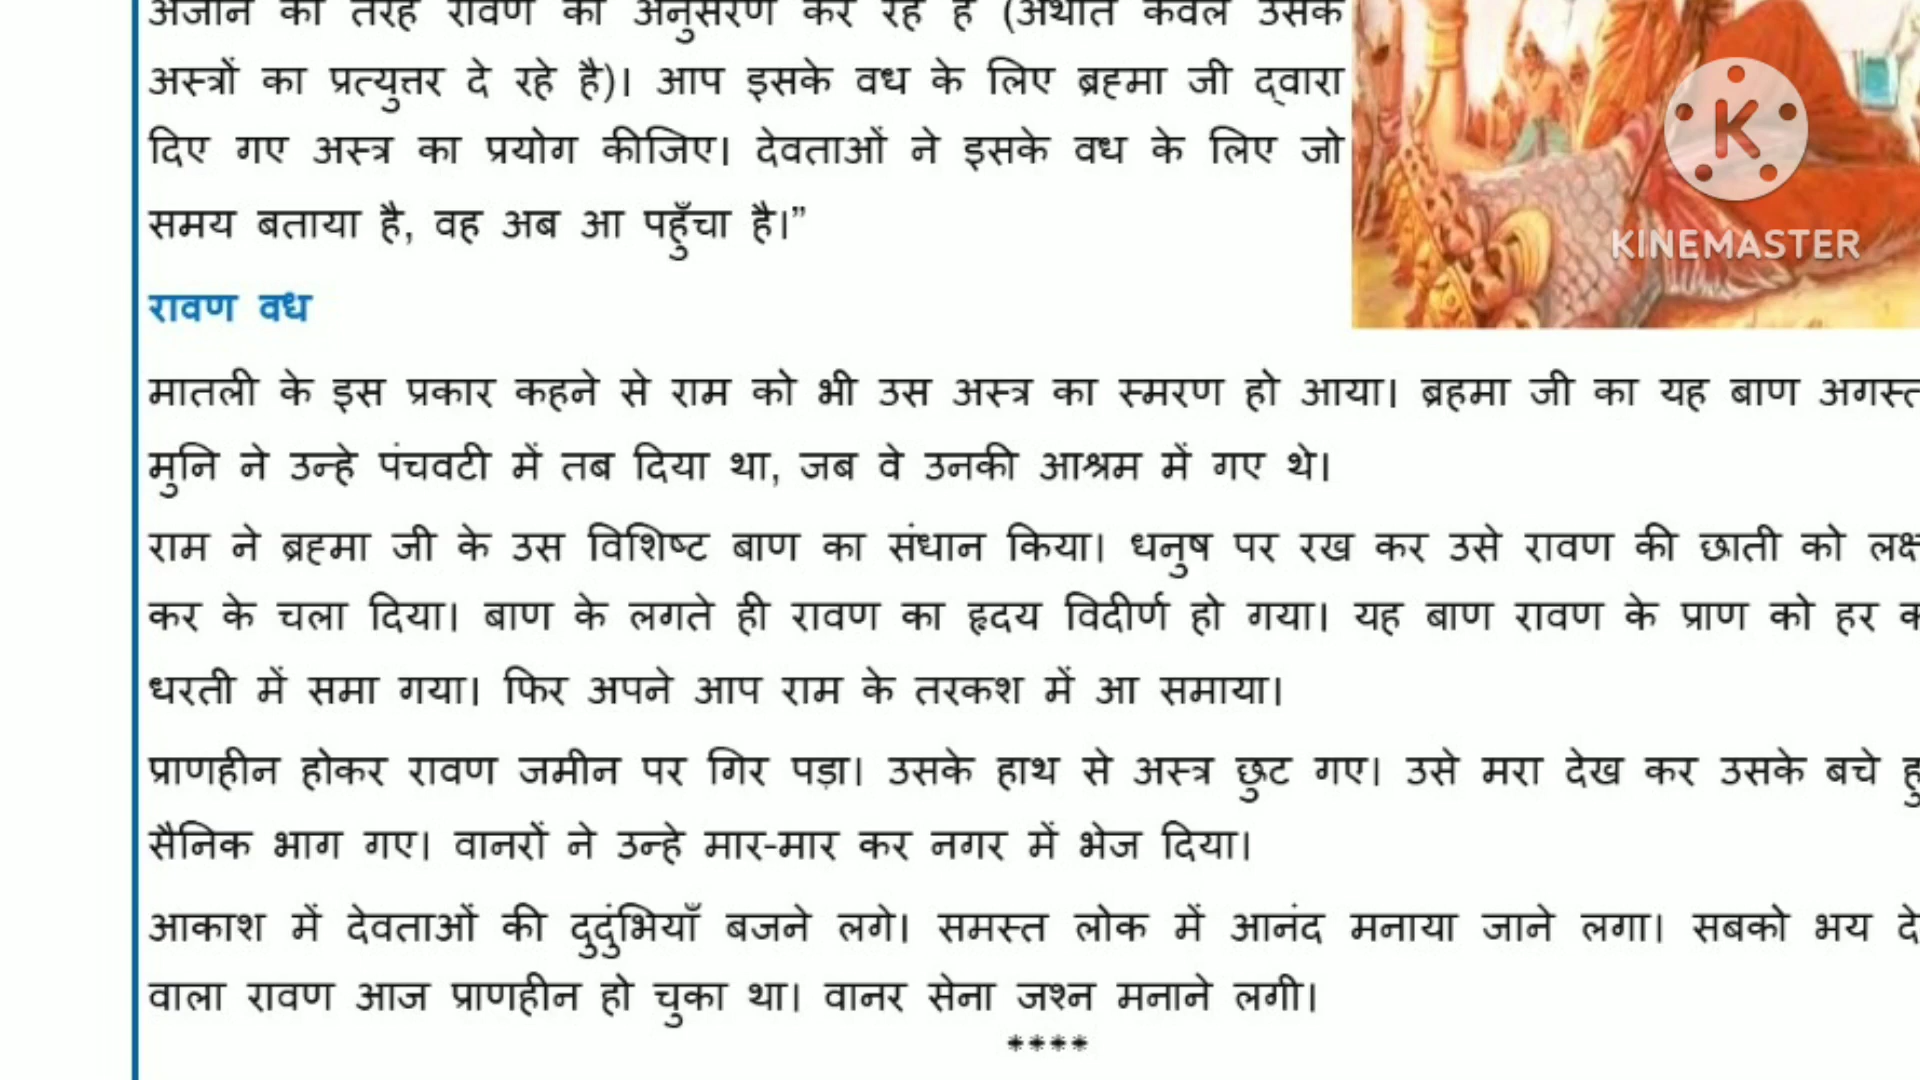 अस्त्रों का प्रत्युत्तर दे रहे है)। आप इसके वध के लिए ब्रह्मा जी द्वारा
दिए गए अस्त्र का प्रयोग कीजिए। देवताओं ने इसके वध के लिए जो
समय बताया है, वह अब आ पहुँचा है।”
K
KINEMASTER
रावण वध
मातली के इस प्रकार कहने से राम को भी उस अस्त्र का स्मरण हो आया। ब्रहमा जी का यह बाण
मुनि ने उन्हे पंचवटी में तब दिया था, जब वे उनकी आश्रम में गए थे।
राम ने ब्रह्मा जी के उस विशिष्ट बाण का संधान किया। धनुष पर रख कर उसे रावण की छाती को
कर के चला दिया। बाण के लगते ही रावण का हृदय विदीर्ण हो गया। यह बाण रावण के प्राण को हर
धरती में समा गया। फिर अपने आप राम के तरकश में आ समाया।
प्राणहीन होकर रावण जमीन पर गिर पड़ा। उसके हाथ से अस्त्र छुट गए। उसे मरा देख कर उसके बचे
सैनिक भाग गए। वानरों ने उन्हे मार-मार कर नगर में भेज दिया।
आकाश में देवताओं की दुदुंभियाँ बजने लगे। समस्त लोक में आनंद मनाया जाने लगा। सबको भय
वाला रावण आज प्राणहीन हो चुका था। वानर सेना जश्न मनाने लगी।
****